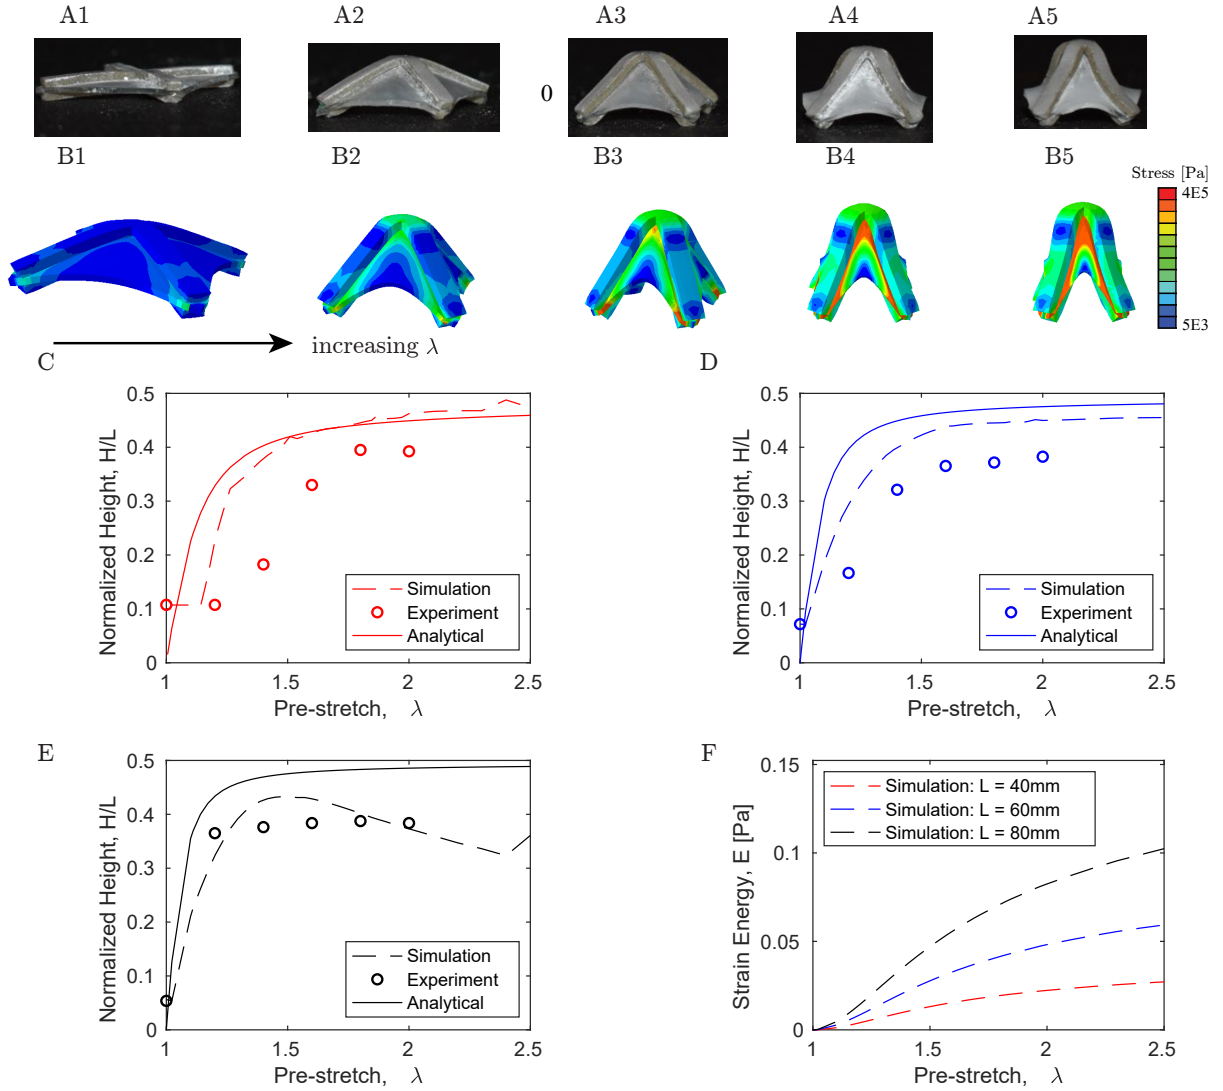 A1 A2 A3 A4 A5
0
B1 B2 B3 B4 B5
Stress [Pa]
4E5
5E3
increasing λ
C
Normalized Height, H/L
0.5
0.4
0.3
0.2
0.1
0
Simulation
Experiment
Analytical
1 1.5 2 2.5
Pre-stretch, λ
D
Normalized Height, H/L
0.5
0.4
0.3
0.2
0.1
0
Simulation
Experiment
Analytical
1 1.5 2 2.5
Pre-stretch, λ
E
Normalized Height, H/L
0.5
0.4
0.3
0.2
0.1
0
Simulation
Experiment
Analytical
1 1.5 2 2.5
Pre-stretch, λ
F
Strain Energy, E [Pa]
0.15
0.1
0.05
0
Simulation: L = 40mm
Simulation: L = 60mm
Simulation: L = 80mm
1 1.5 2 2.5
Pre-stretch, λ